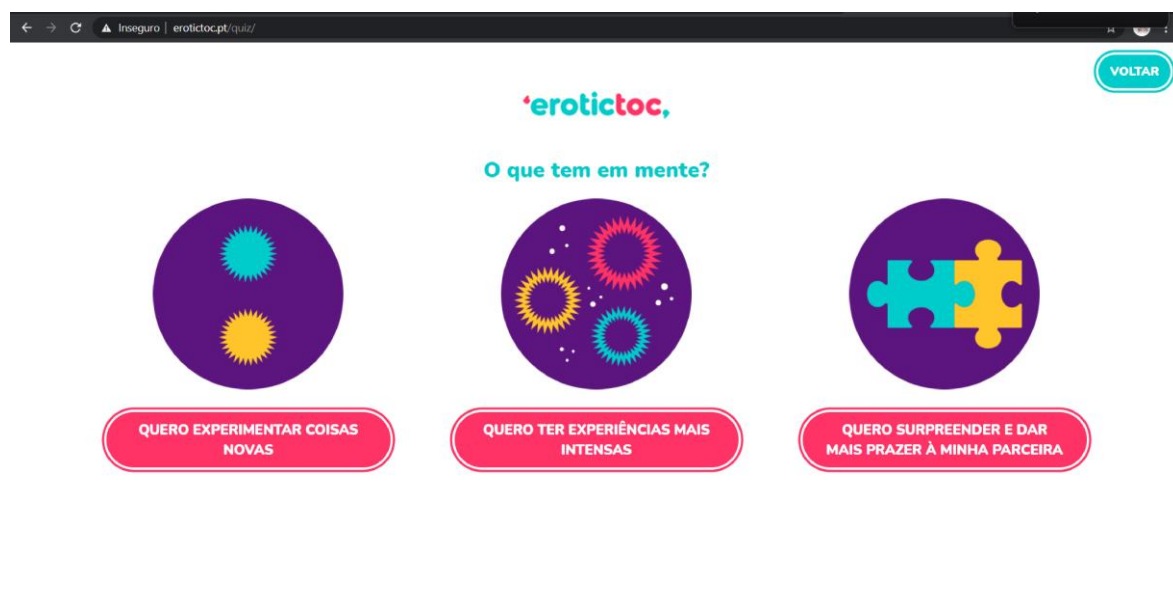 Inseguro | erotictoc.pt/quiz/
VOLTAR
'erotictoc,
O que tem em mente?
QUERO EXPERIMENTAR COISAS
NOVAS
QUERO TER EXPERIÊNCIAS MAIS
INTENSAS
QUERO SURPREENDER E DAR
MAIS PRAZER À MINHA PARCEIRA